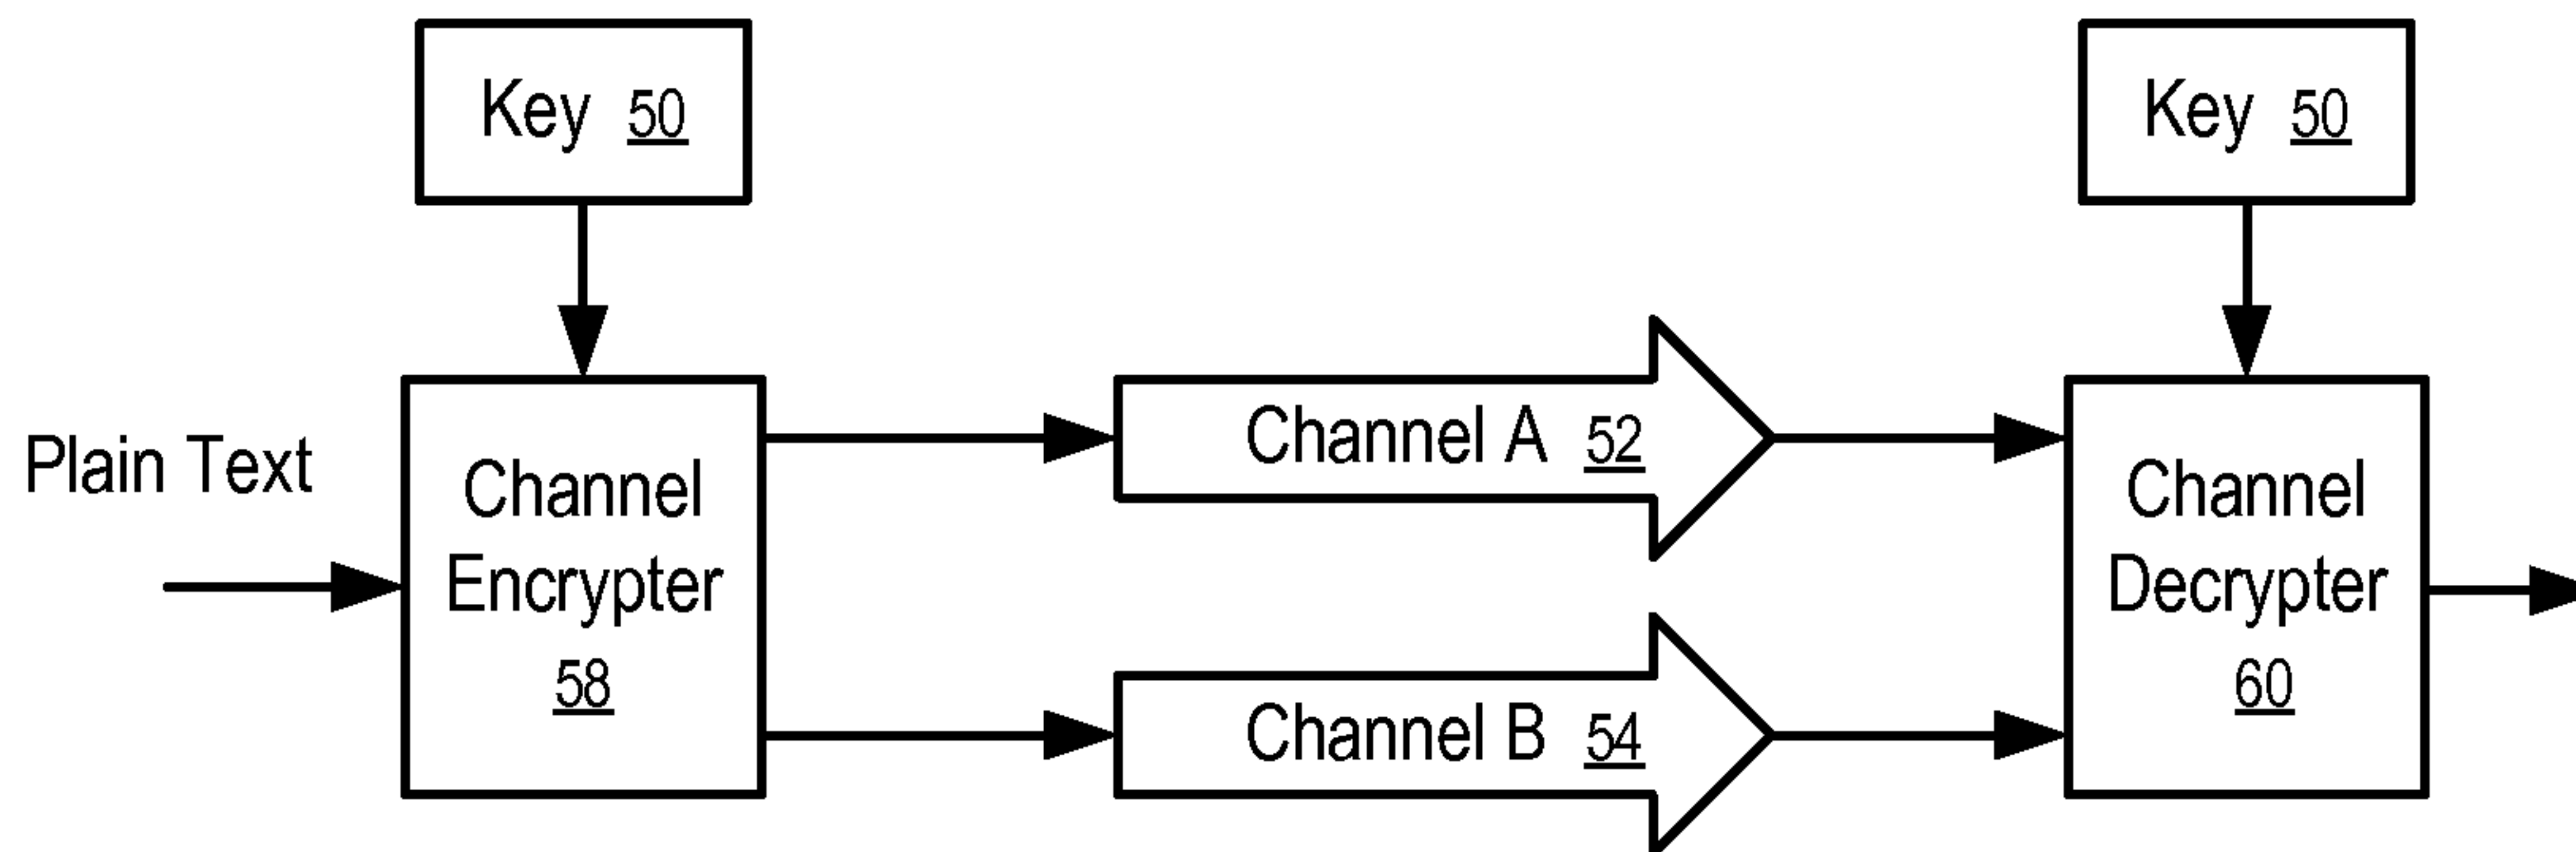 Key 50
Key 50
Plain Text
Channel
Encrypter
58
Channel A 52
Channel B 54
Channel
Decrypter
60